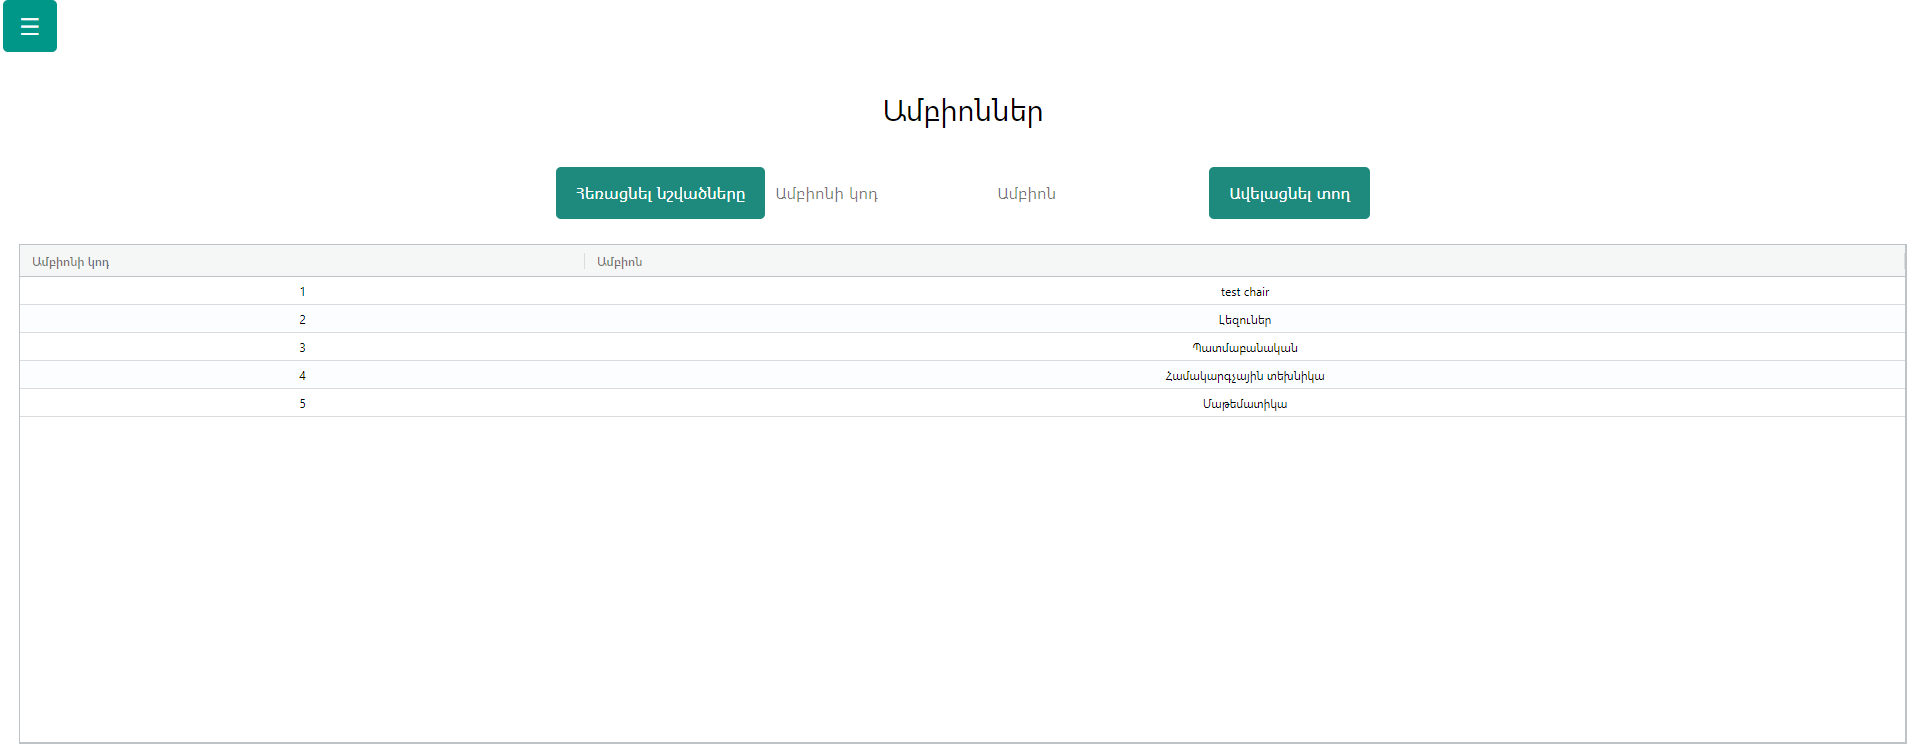 Ամբիոններ
Հեռացնել նշվածները Ամբիոնի կոդ Ամբիոն Ավելացնել տող
Ամբիոնի կոդ Ամբիոն
1 test chair
2 Լեզուներ
3 Պատմաբանական
4 Համակարգչային տեխնիկա
5 Մաթեմատիկա